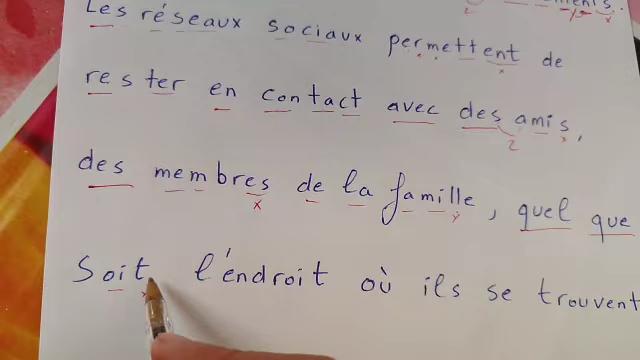 Les réseaux sociaux permettent de
rester en contact avec des amis,
des membres de la famille, quel que
soit l'endroit où ils se trouvent